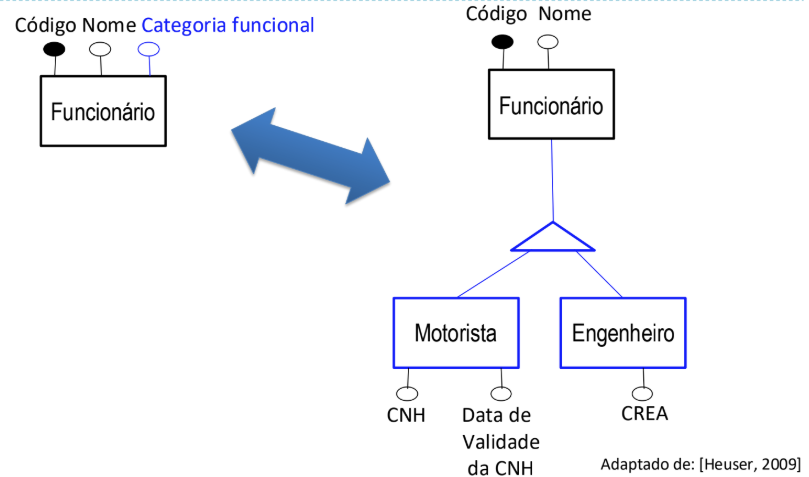 Código Nome Categoria funcional
Funcionário
Código Nome
Funcionário
Motorista
Engenheiro
CNH
Data de
Validade
da CNH
CREA
Adaptado de: [Heuser, 2009]